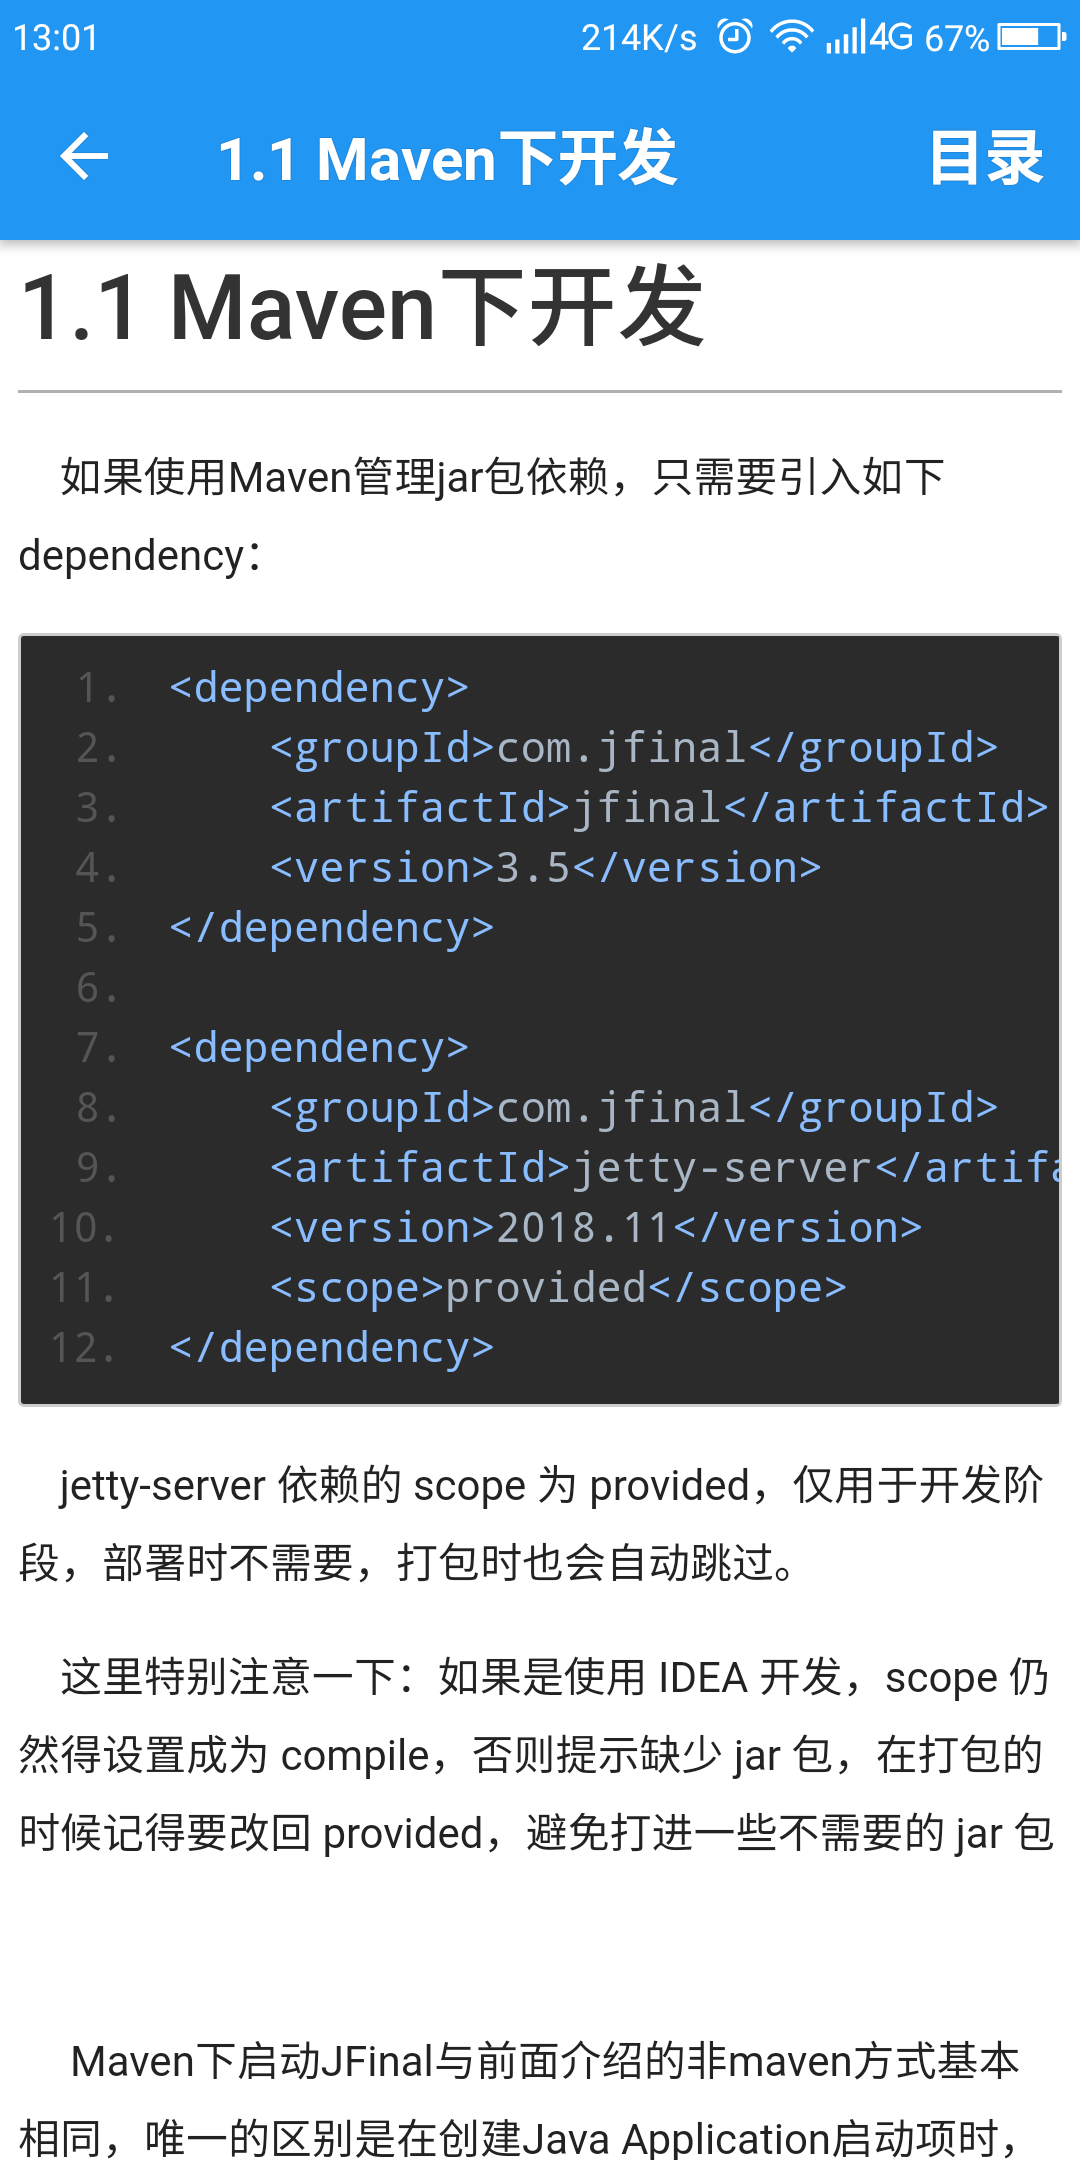 13:01 214K/s 4G 67%
1.1 Maven下开发 目录
1.1 Maven下开发
如果使用Maven管理jar包依赖，只需要引入如下
dependency：
1. <dependency>
2. <groupId>com.jfinal</groupId>
3. <artifactId>jfinal</artifactId>
4. <version>3.5</version>
5. </dependency>
6.
7. <dependency>
8. <groupId>com.jfinal</groupId>
9. <artifactId>jetty-server</artifa
10. <version>2018.11</version>
11. <scope>provided</scope>
12. </dependency>
jetty-server 依赖的 scope 为 provided，仅用于开发阶
段，部署时不需要，打包时也会自动跳过。
这里特别注意一下：如果是使用 IDEA 开发，scope 仍
然得设置成为 compile，否则提示缺少 jar 包，在打包的
时候记得要改回 provided，避免打进一些不需要的 jar 包
Maven下启动JFinal与前面介绍的非maven方式基本
相同，唯一的区别是在创建Java Application启动项时，